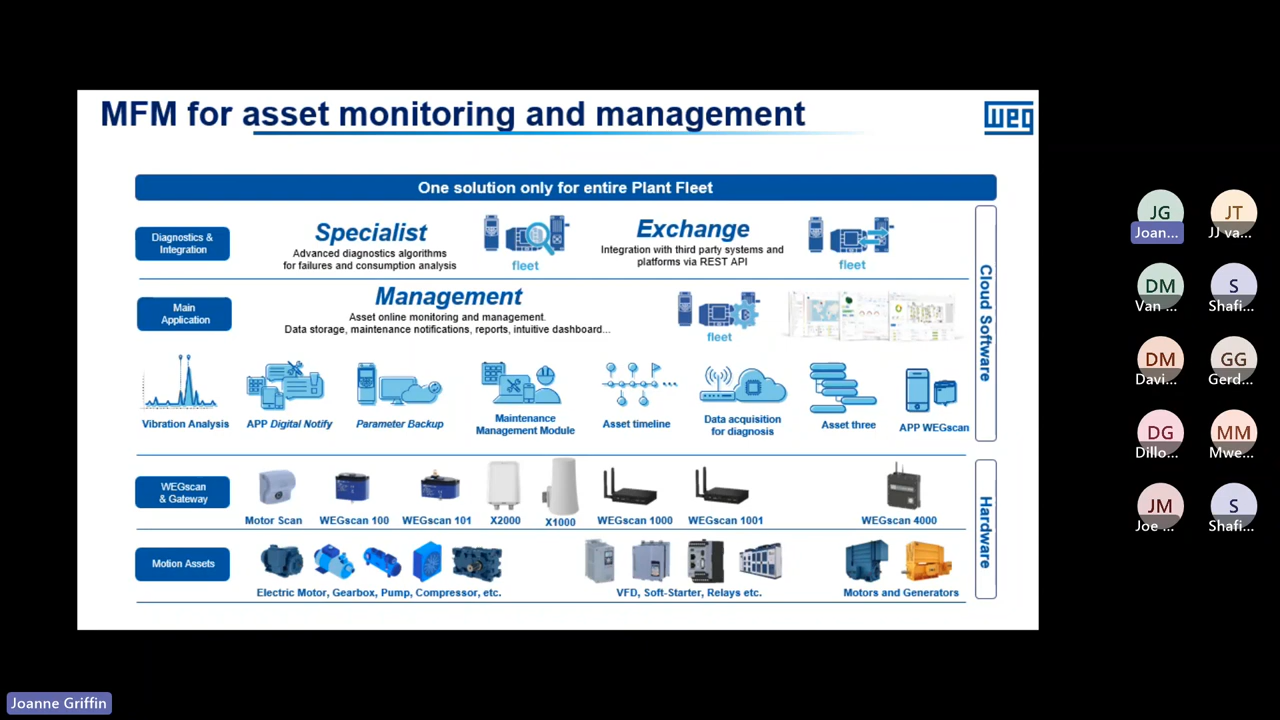 MFM for asset monitoring and management
weg
One solution only for entire Plant Fleet
Diagnostics &
Integration
Specialist
Advanced diagnostics algorithms
for failures and consumption analysis
fleet
Exchange
Integration with third party systems and
platforms via REST API
fleet
Main
Application
Management
Asset online monitoring and management.
Data storage, maintenance notifications, reports, intuitive dashboard...
fleet
Cloud Software
Vibration Analysis
APP Digital Notify
Parameter Backup
Maintenance
Management Module
Asset timeline
Data acquisition
for diagnosis
Asset three
APP WEGscan
WEGscan
& Gateway
Motor Scan
WEGscan 100
WEGscan 101
X2000
X1000
WEGscan 1000
WEGscan 1001
WEGscan 4000
Hardware
Motion Assets
Electric Motor, Gearbox, Pump, Compressor, etc.
VFD, Soft-Starter, Relays etc.
Motors and Generators
JG
Joan...
JT
JJ va...
DM
Van ...
S
Shafi...
DM
Davi...
GG
Gerd...
DG
Dillo...
MM
Mwe...
JM
Joe ...
S
Shafi...
Joanne Griffin